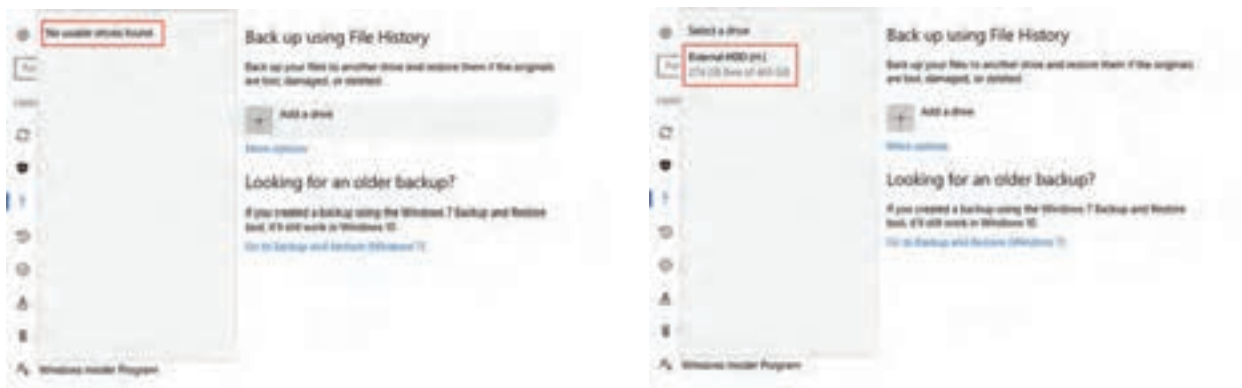 No usable drives found
Back up using File History
Back up your files to another drive and restore them if the originals
are lost, damaged, or deleted.
Add a drive
More options
Looking for an older backup?
If you created a backup using the Windows 7 Backup and Restore
tool, it'll still work in Windows 10.
Go to Backup and Restore (Windows 7)
Windows Insider Program
Select a drive
External HDD (H:)
Back up using File History
Back up your files to another drive and restore them if the originals
are lost, damaged, or deleted.
Add a drive
More options
Looking for an older backup?
If you created a backup using the Windows 7 Backup and Restore
tool, it'll still work in Windows 10.
Go to Backup and Restore (Windows 7)
Windows Insider Program